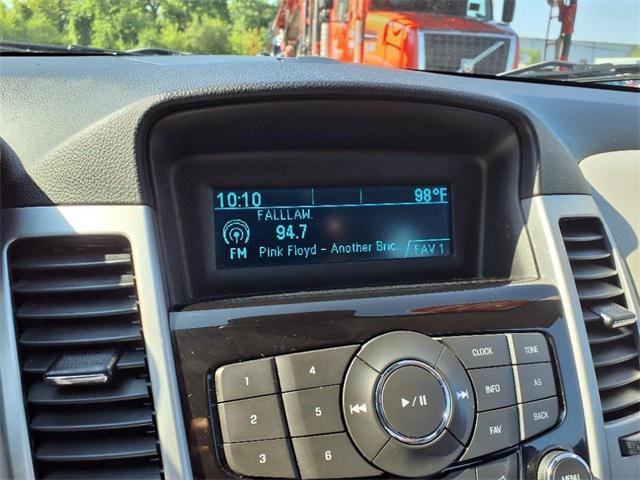 10:10 98°F
FALLLAW.
94.7
FM Pink Floyd - Another Bric... FAV 1
1 4 CLOCK TONE
2 5 INFO AS
3 6 FAV BACK
MENU